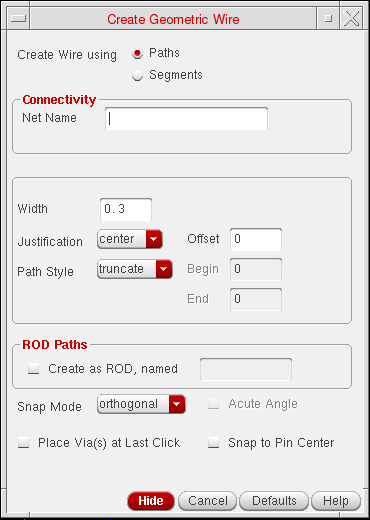 Create Geometric Wire
Create Wire using Paths
Segments
Connectivity
Net Name
Width 0.3
Justification center Offset 0
Path Style truncate Begin 0
End 0
ROD Paths
Create as ROD, named
Snap Mode orthogonal Acute Angle
Place Via(s) at Last Click Snap to Pin Center
Hide Cancel Defaults Help